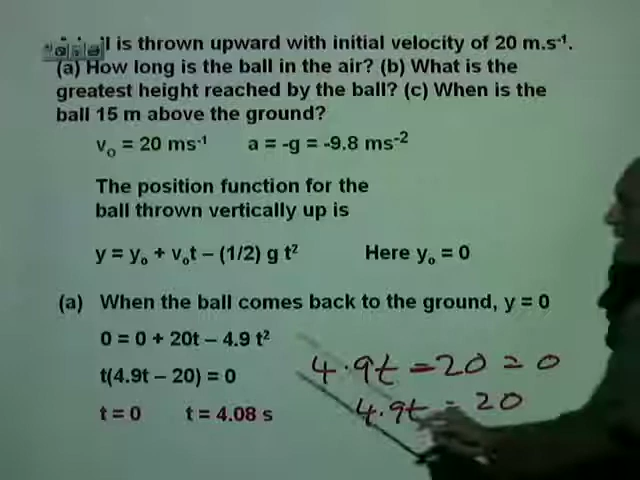 is thrown upward with initial velocity of 20 m.s⁻¹.
(a) How long is the ball in the air? (b) What is the
greatest height reached by the ball? (c) When is the
ball 15 m above the ground?
v₀ = 20 ms⁻¹ a = -g = -9.8 ms⁻²
The position function for the
ball thrown vertically up is
y = y₀ + v₀t – (1/2) g t² Here y₀ = 0
(a) When the ball comes back to the ground, y = 0
0 = 0 + 20t – 4.9 t²
t(4.9t – 20) = 0 4.9t = 20 = 0
t = 0 t = 4.08 s 4.9t = 20